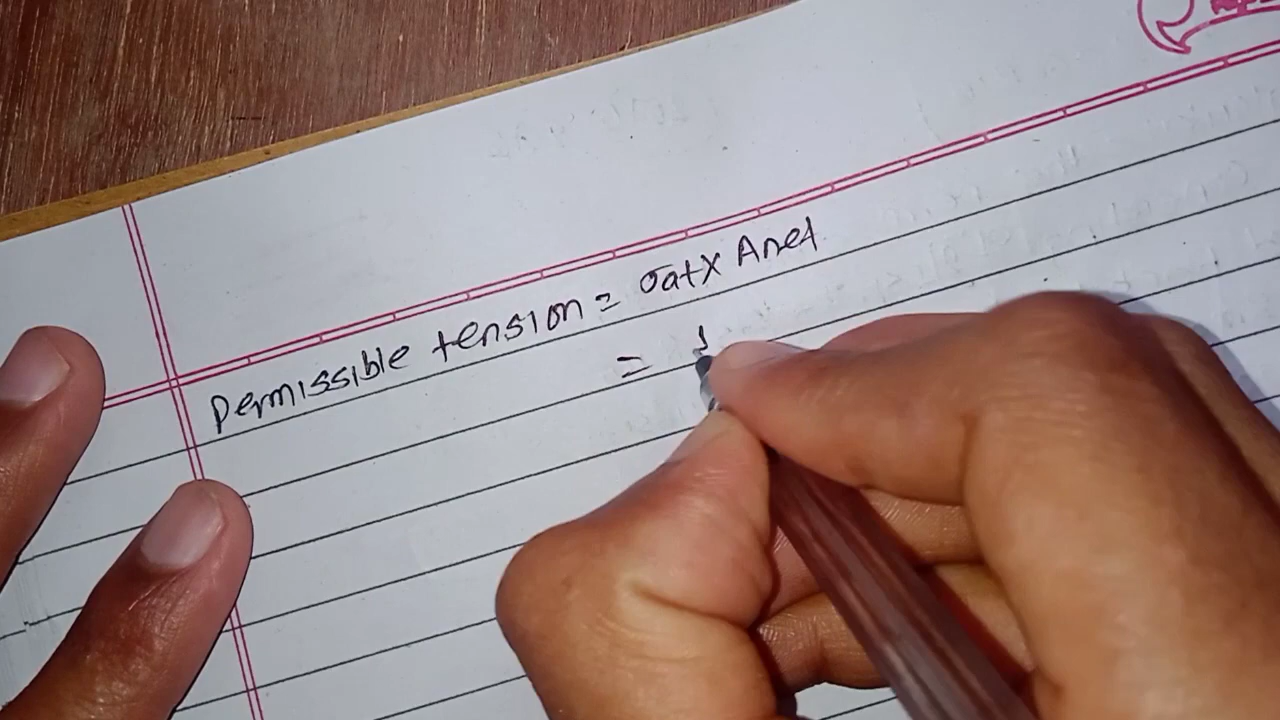 Permissible tension = σat× Anet
=